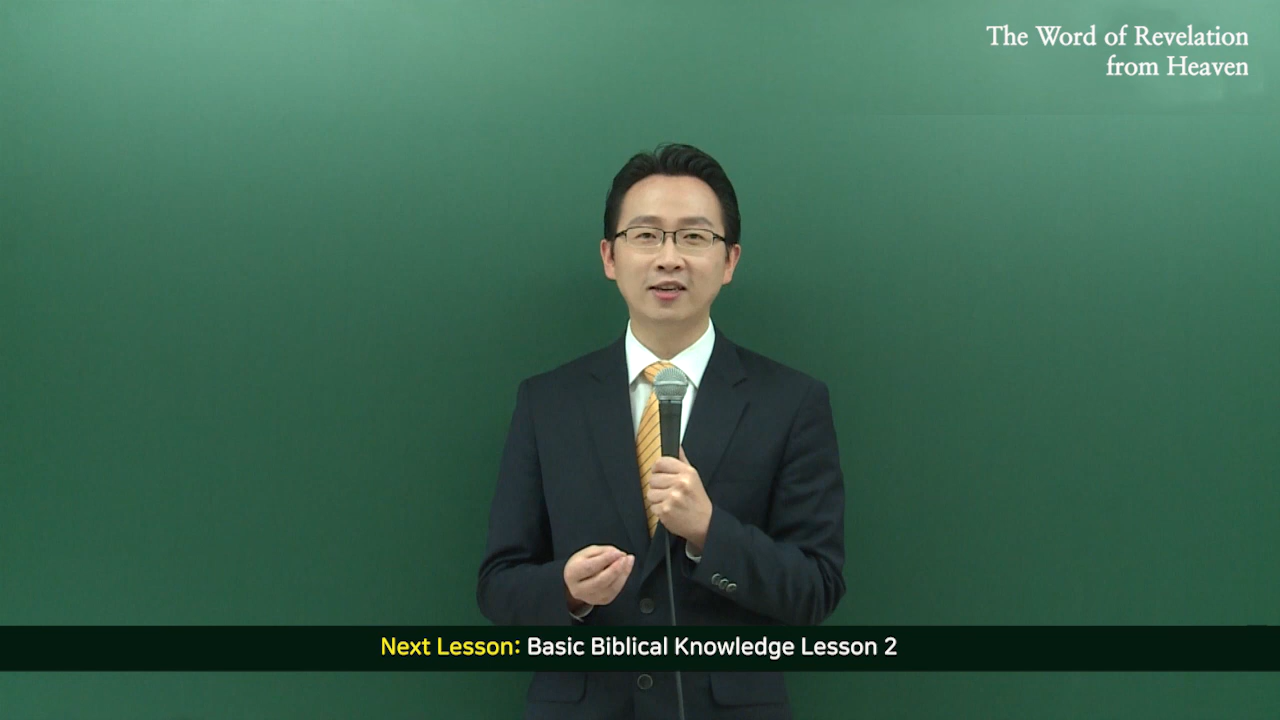 The Word of Revelation
from Heaven
Next Lesson: Basic Biblical Knowledge Lesson 2